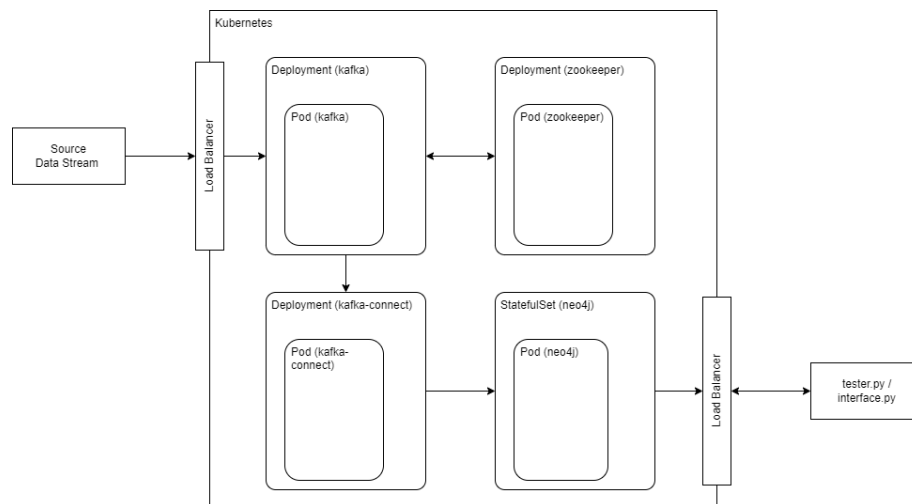 Kubernetes
Deployment (kafka)
Deployment (zookeeper)
Pod (kafka)
Pod (zookeeper)
Source
Data Stream
Load Balancer
Deployment (kafka-connect)
StatefulSet (neo4j)
Pod (kafka-
connect)
Pod (neo4j)
Load Balancer
tester.py /
interface.py